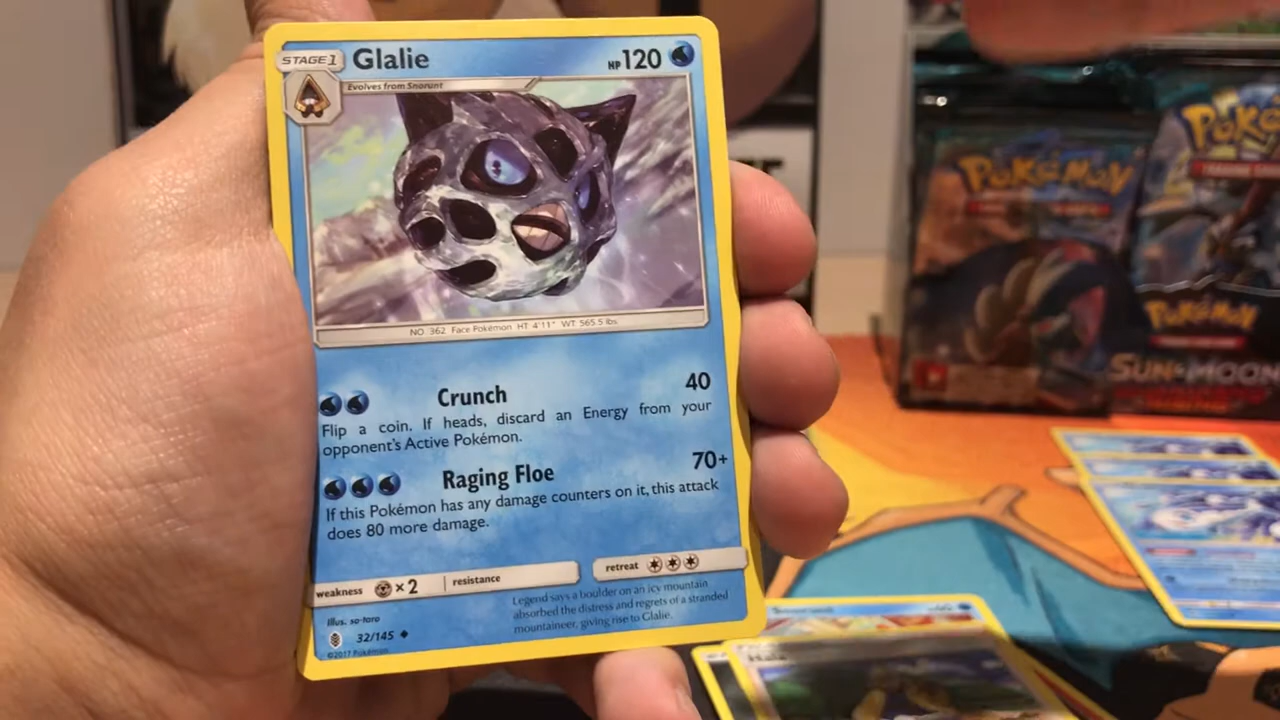 STAGE 1 Glalie HP 120
Evolves from Snorunt
NO. 362 Face Pokémon HT: 4'11" WT: 565.5 lbs
Crunch 40
Flip a coin. If heads, discard an Energy from your
opponent's Active Pokémon.
Raging Floe 70+
If this Pokémon has any damage counters on it, this attack
does 80 more damage.
weakness ×2 resistance
retreat
Legend says a boulder on an icy mountain
absorbed the distress and regrets of a stranded
mountaineer, giving rise to Glalie.
Illus. so-taro
32/145
©2017 Pokémon
POKéMON
POKéMON
SUN & MOON